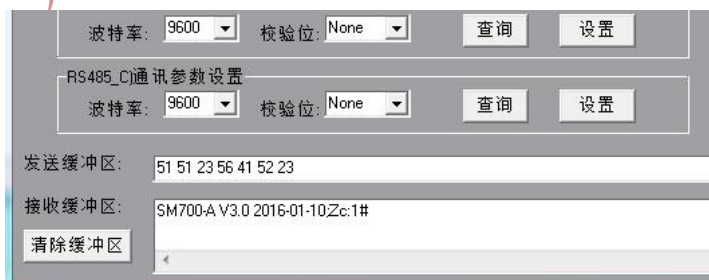 波特率: 9600 校验位: None 查询 设置
RS485_C)通讯参数设置
波特率: 9600 校验位: None 查询 设置
发送缓冲区: 51 51 23 56 41 52 23
接收缓冲区: SM700-A V3.0 2016-01-10;Zc:1#
清除缓冲区